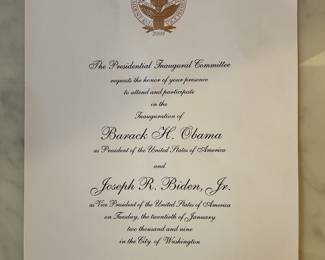 2009
The Presidential Inaugural Committee
requests the honor of your presence
to attend and participate
in the
Inauguration of
Barack H. Obama
as President of the United States of America
and
Joseph R. Biden, Jr.
as Vice President of the United States of America
on Tuesday, the twentieth of January
two thousand and nine
in the City of Washington